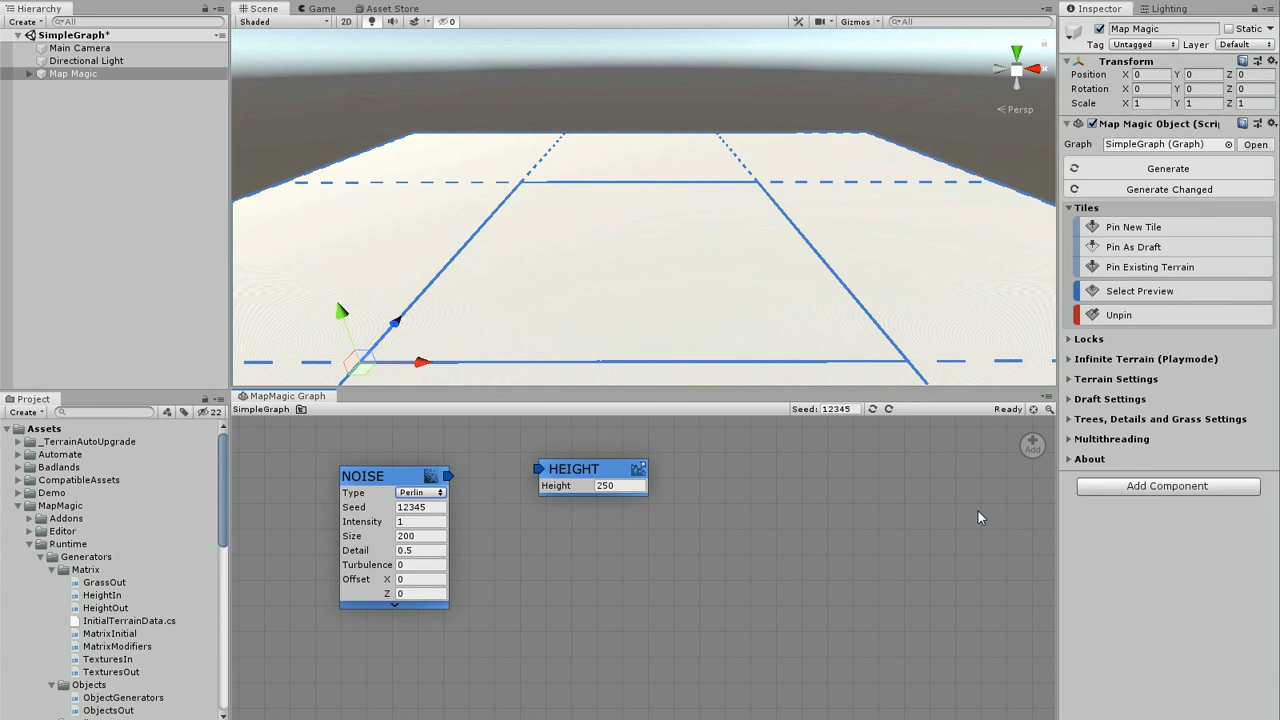 Hierarchy
Create
All
SimpleGraph*
Main Camera
Directional Light
Map Magic
Scene
Game
Asset Store
Shaded
2D
0
Gizmos
All
Persp
Inspector
Lighting
Map Magic
Static
Tag Untagged Layer Default
Transform
Position X 0 Y 0 Z 0
Rotation X 0 Y 0 Z 0
Scale X 1 Y 1 Z 1
Map Magic Object (Scri
Graph SimpleGraph (Graph) Open
Generate
Generate Changed
Tiles
Pin New Tile
Pin As Draft
Pin Existing Terrain
Select Preview
Unpin
Locks
Infinite Terrain (Playmode)
Terrain Settings
Draft Settings
Trees, Details and Grass Settings
Multithreading
About
Add Component
Project
Create
22
Assets
_TerrainAutoUpgrade
Automate
Badlands
CompatibleAssets
Demo
MapMagic
Addons
Editor
Runtime
Generators
Matrix
GrassOut
HeightIn
HeightOut
InitialTerrainData.cs
MatrixInitial
MatrixModifiers
TexturesIn
TexturesOut
Objects
ObjectGenerators
ObjectsOut
MapMagic Graph
SimpleGraph
Seed: 12345
Ready
Add
NOISE
Type Perlin
Seed 12345
Intensity 1
Size 200
Detail 0.5
Turbulence 0
Offset X 0
Z 0
HEIGHT
Height 250